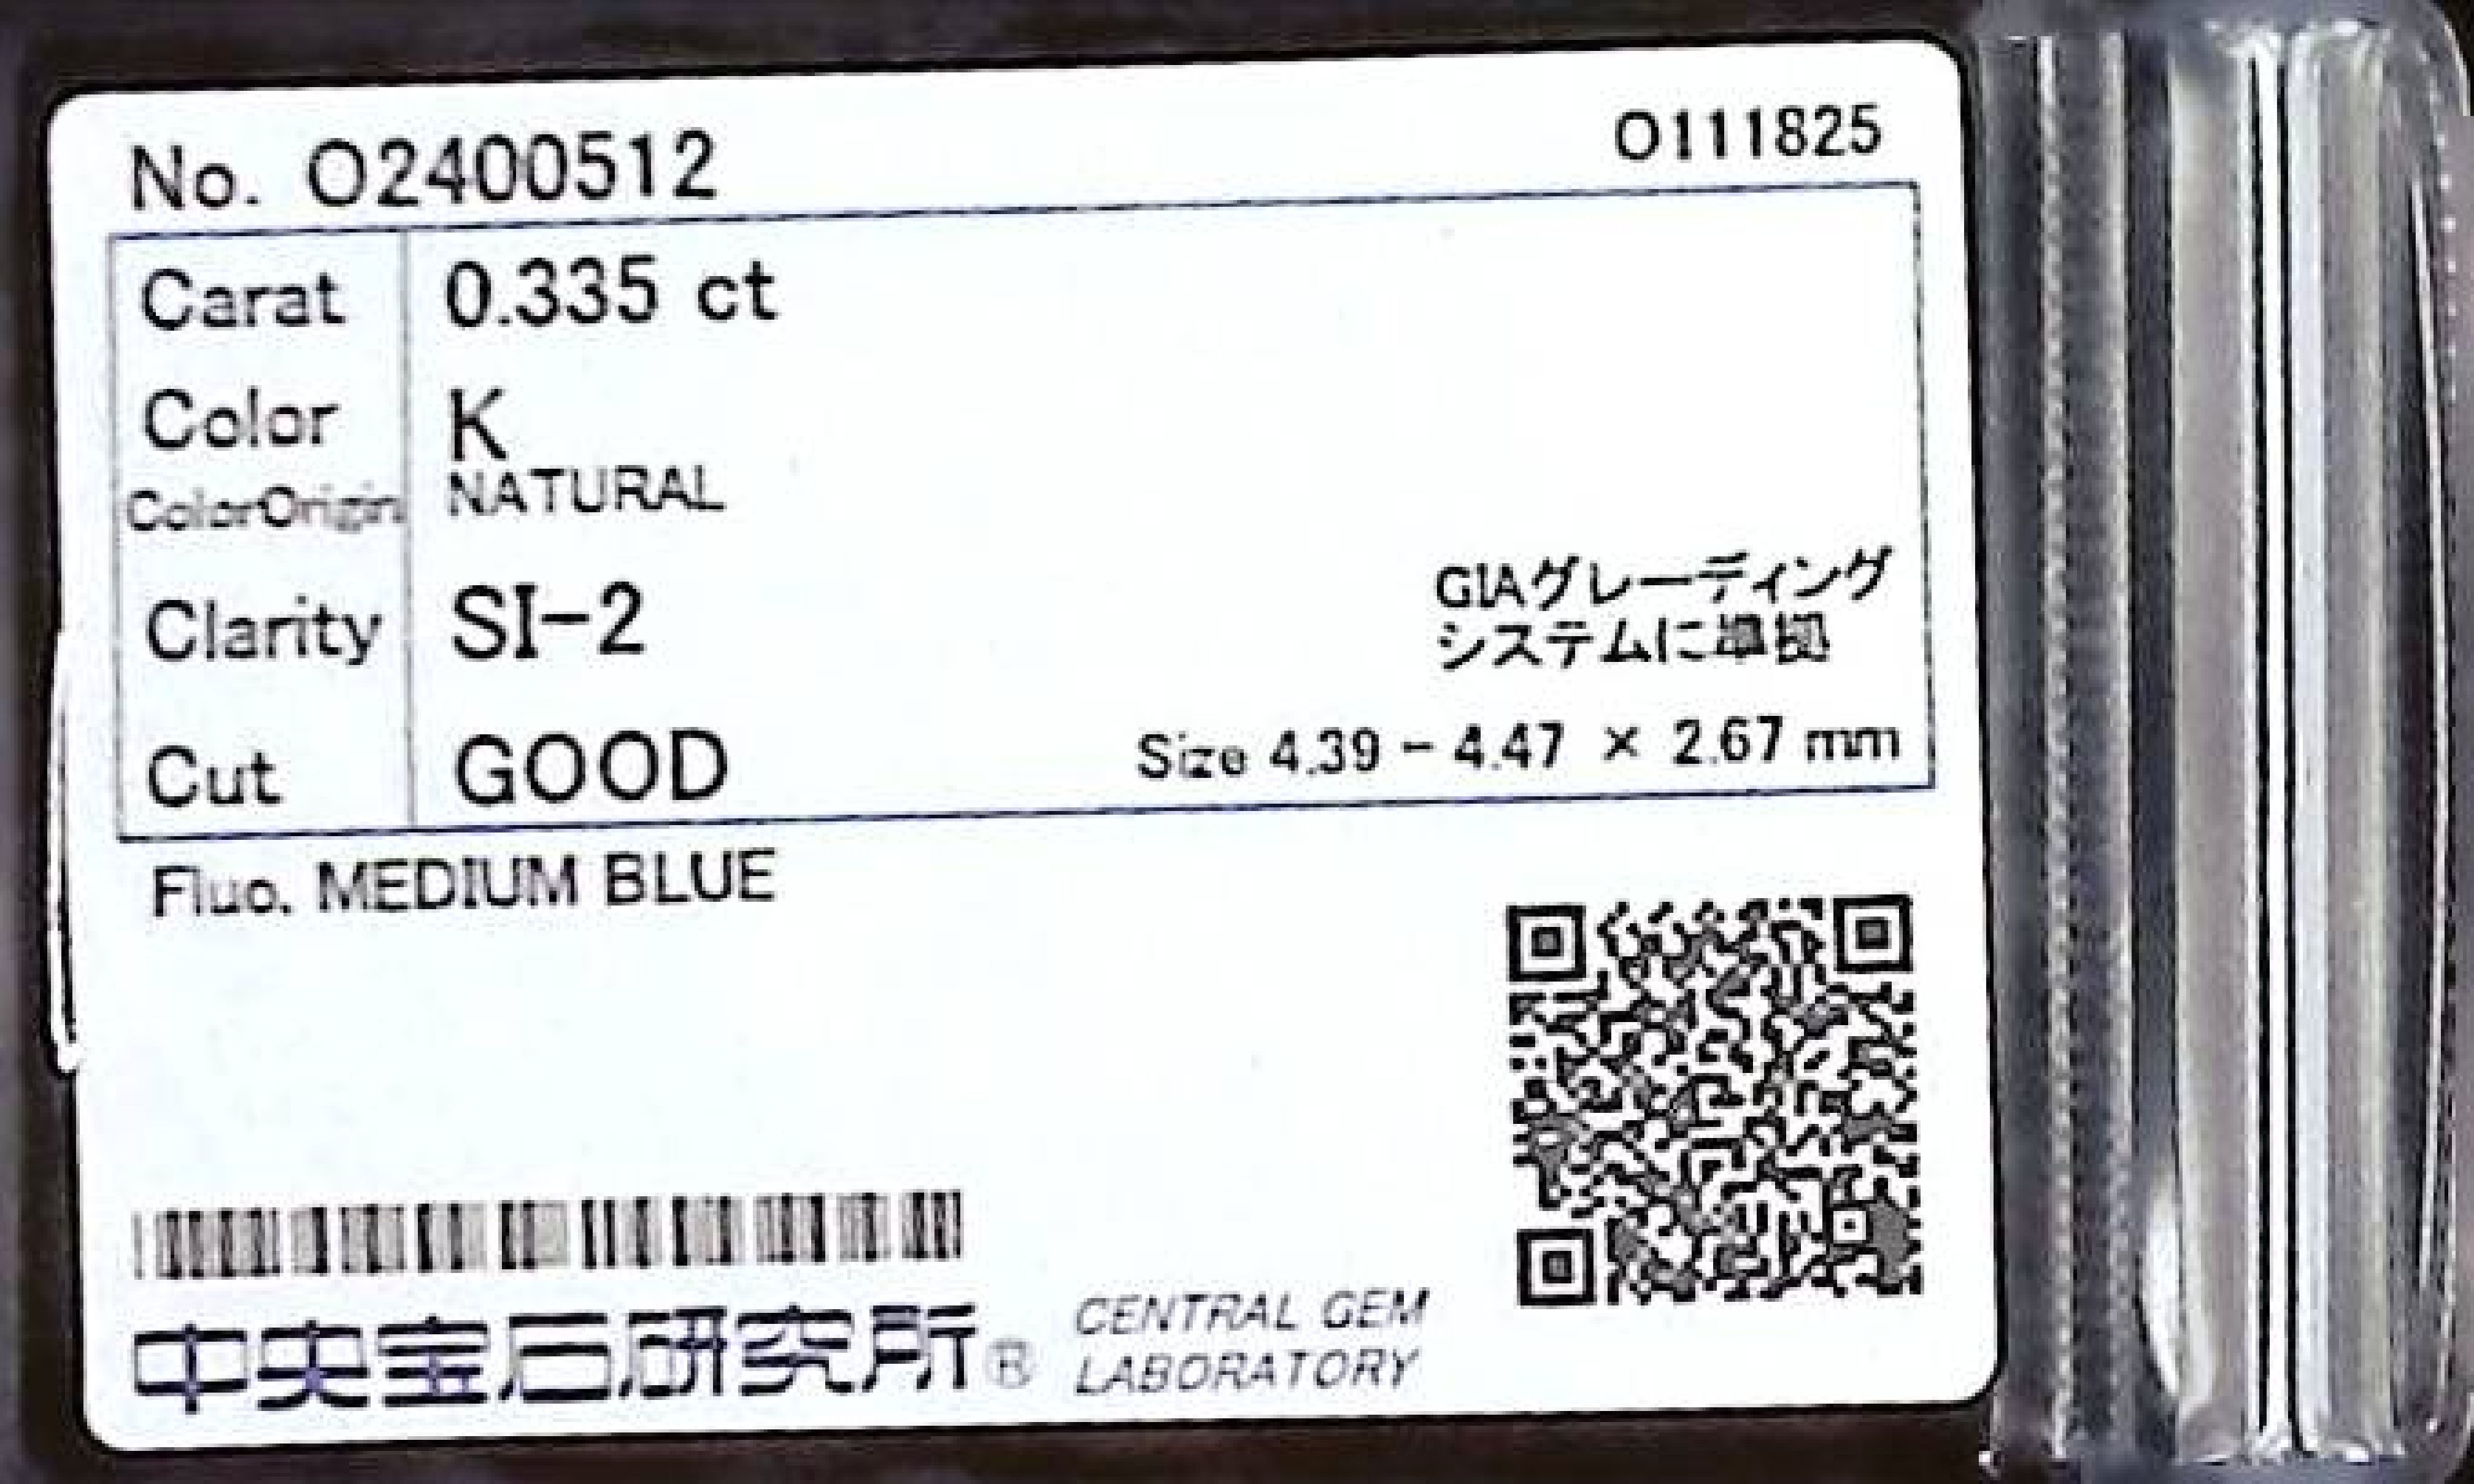 No. O2400512 O111825
Carat 0.335 ct
Color K
ColorOrigin NATURAL
Clarity SI-2
GIAグレーディング
システムに準拠
Cut GOOD Size 4.39 - 4.47 × 2.67 mm
Fluo. MEDIUM BLUE
中央宝石研究所® CENTRAL GEM
LABORATORY